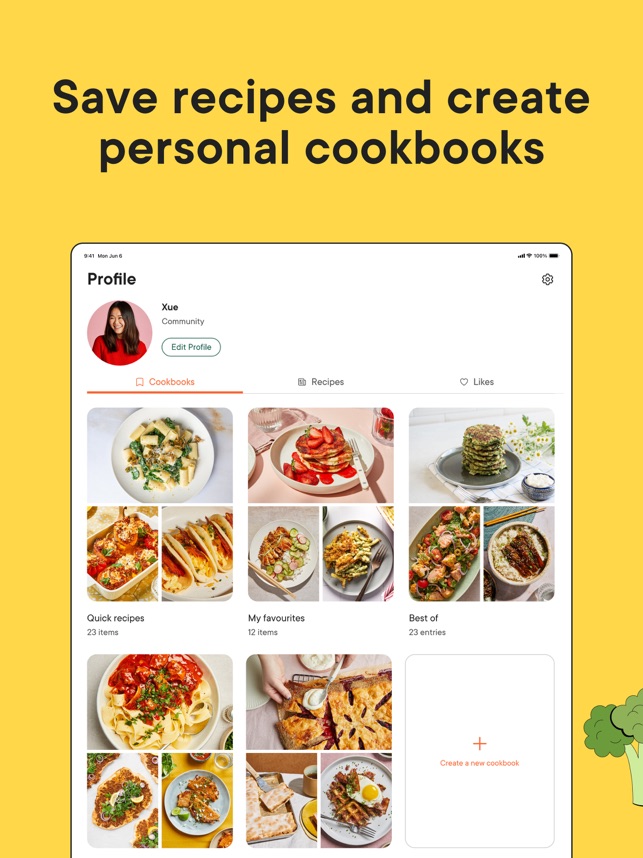 Save recipes and create
personal cookbooks
9:41 Mon Jun 6
100%
Profile
Xue
Community
Edit Profile
Cookbooks
Recipes
Likes
Quick recipes
23 items
My favourites
12 items
Best of
23 entries
Create a new cookbook